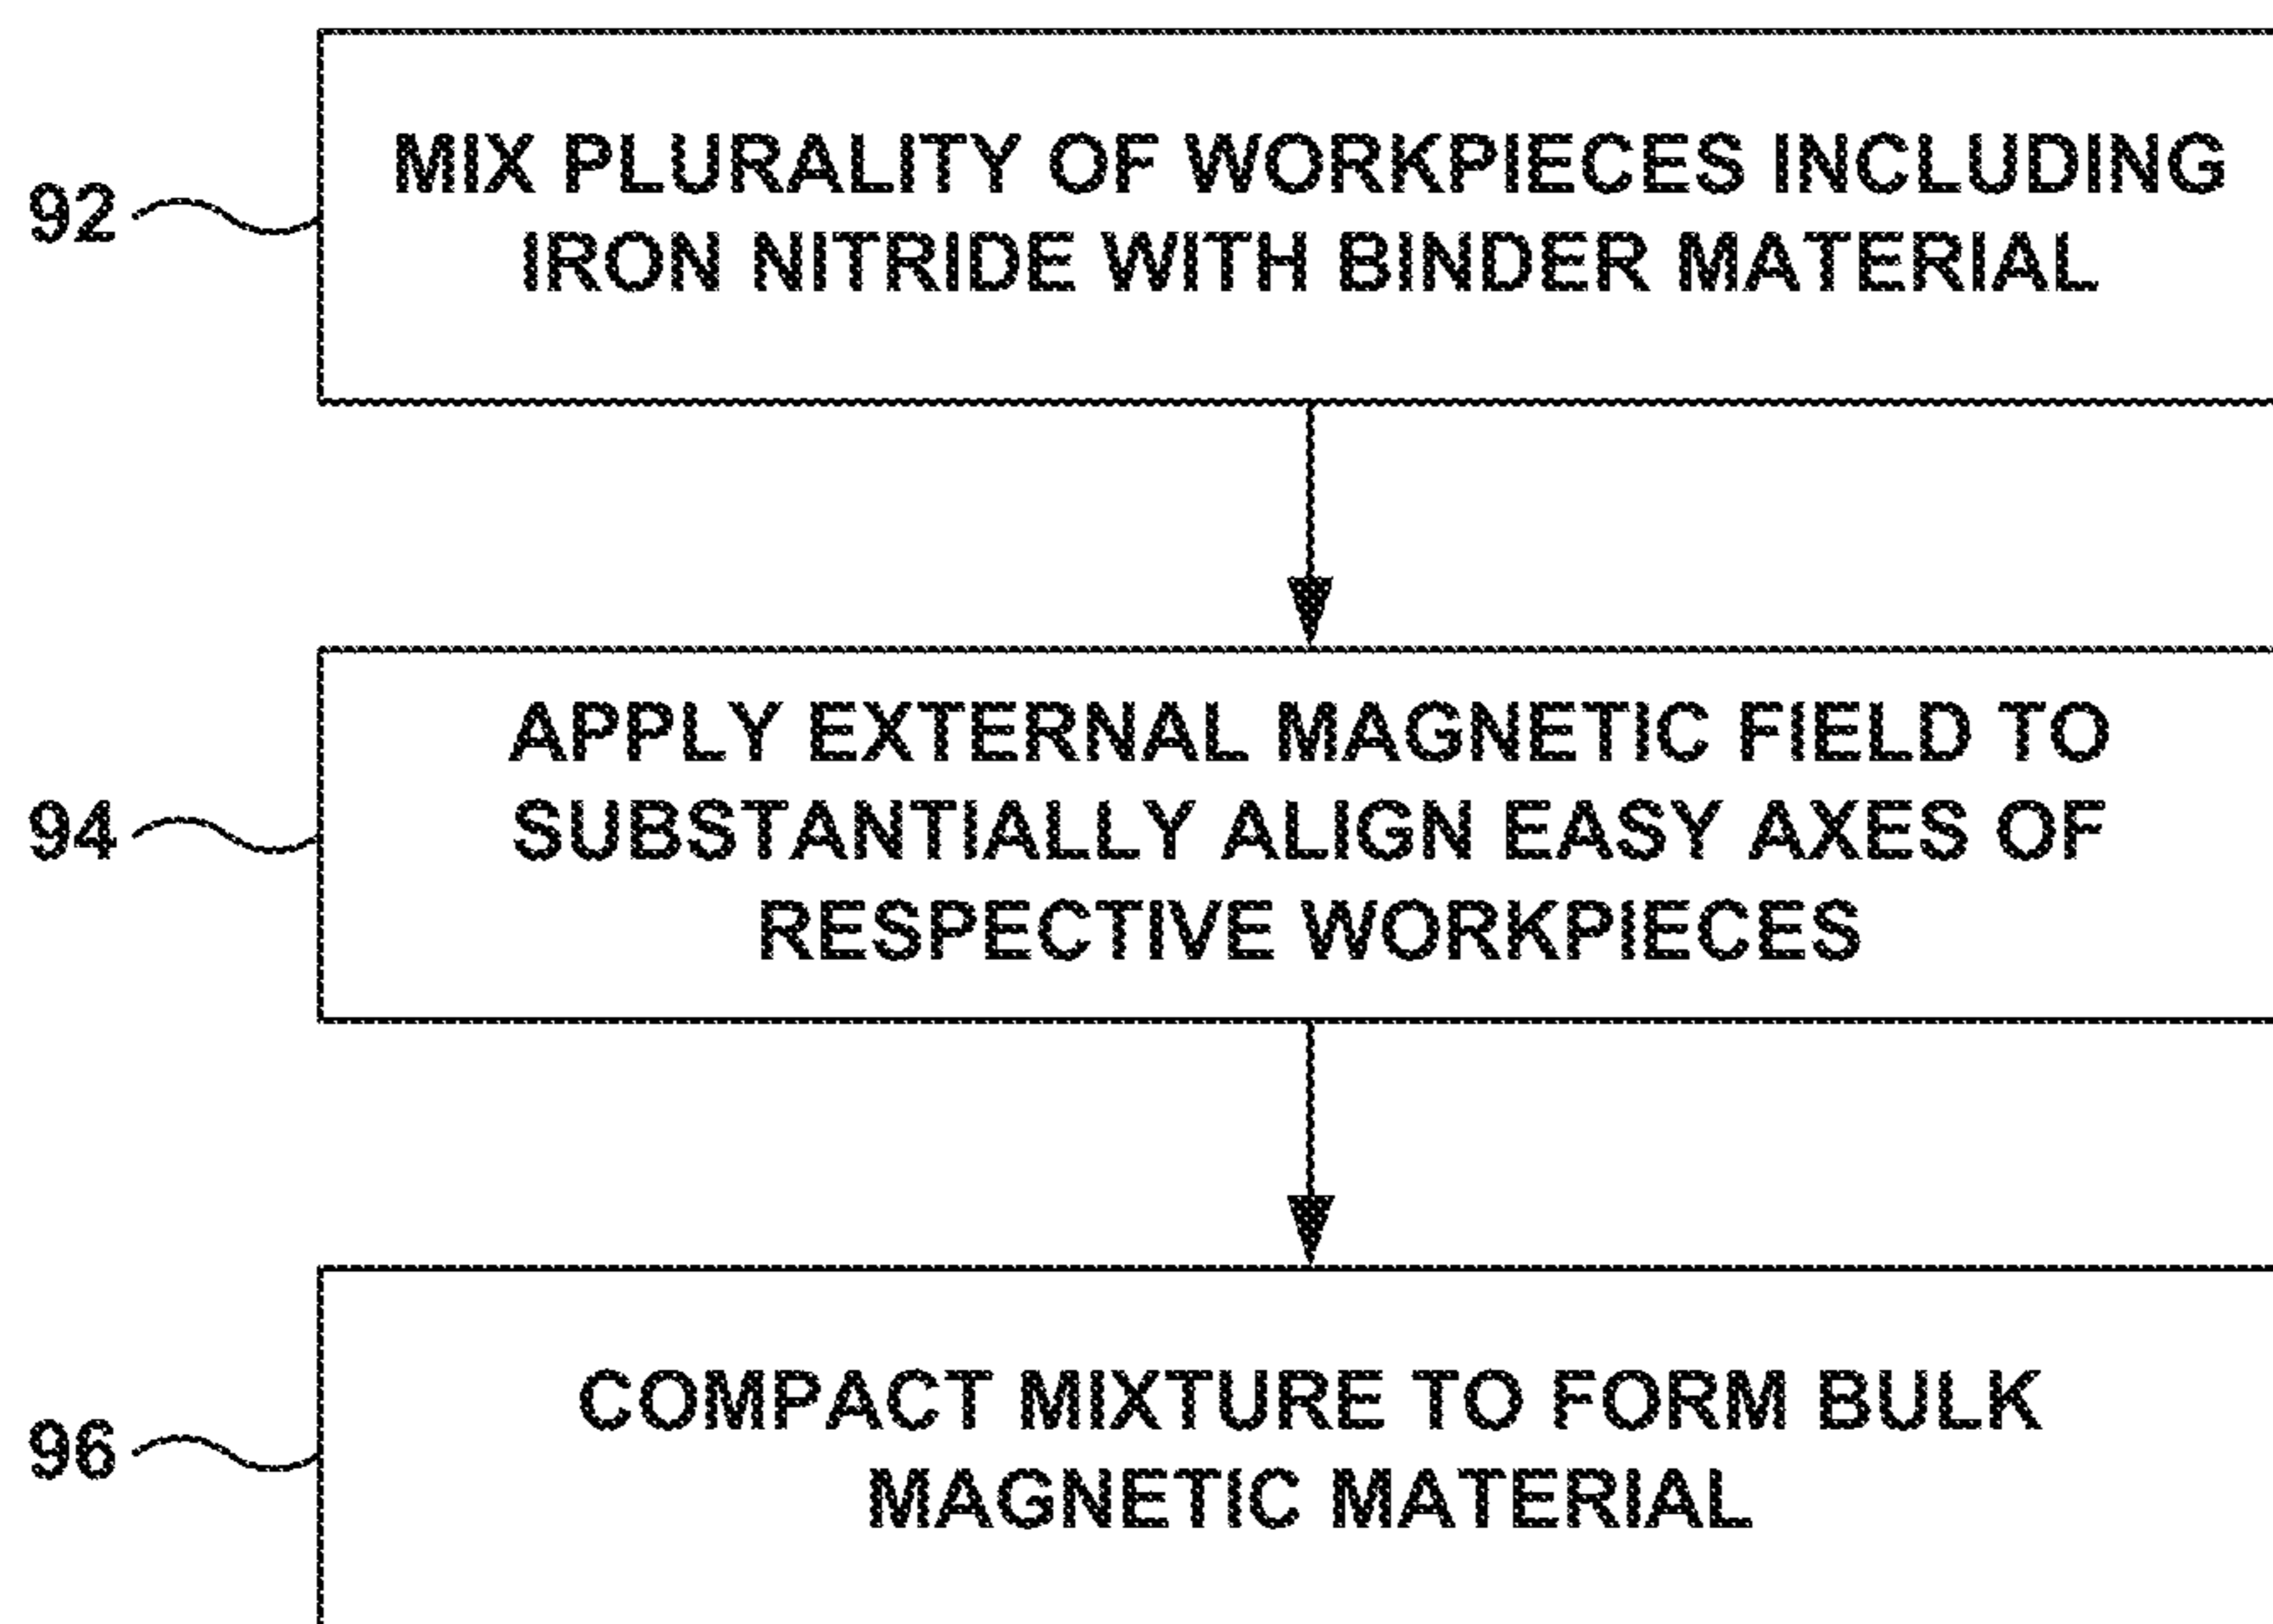 92
MIX PLURALITY OF WORKPIECES INCLUDING
IRON NITRIDE WITH BINDER MATERIAL
94
APPLY EXTERNAL MAGNETIC FIELD TO
SUBSTANTIALLY ALIGN EASY AXES OF
RESPECTIVE WORKPIECES
96
COMPACT MIXTURE TO FORM BULK
MAGNETIC MATERIAL